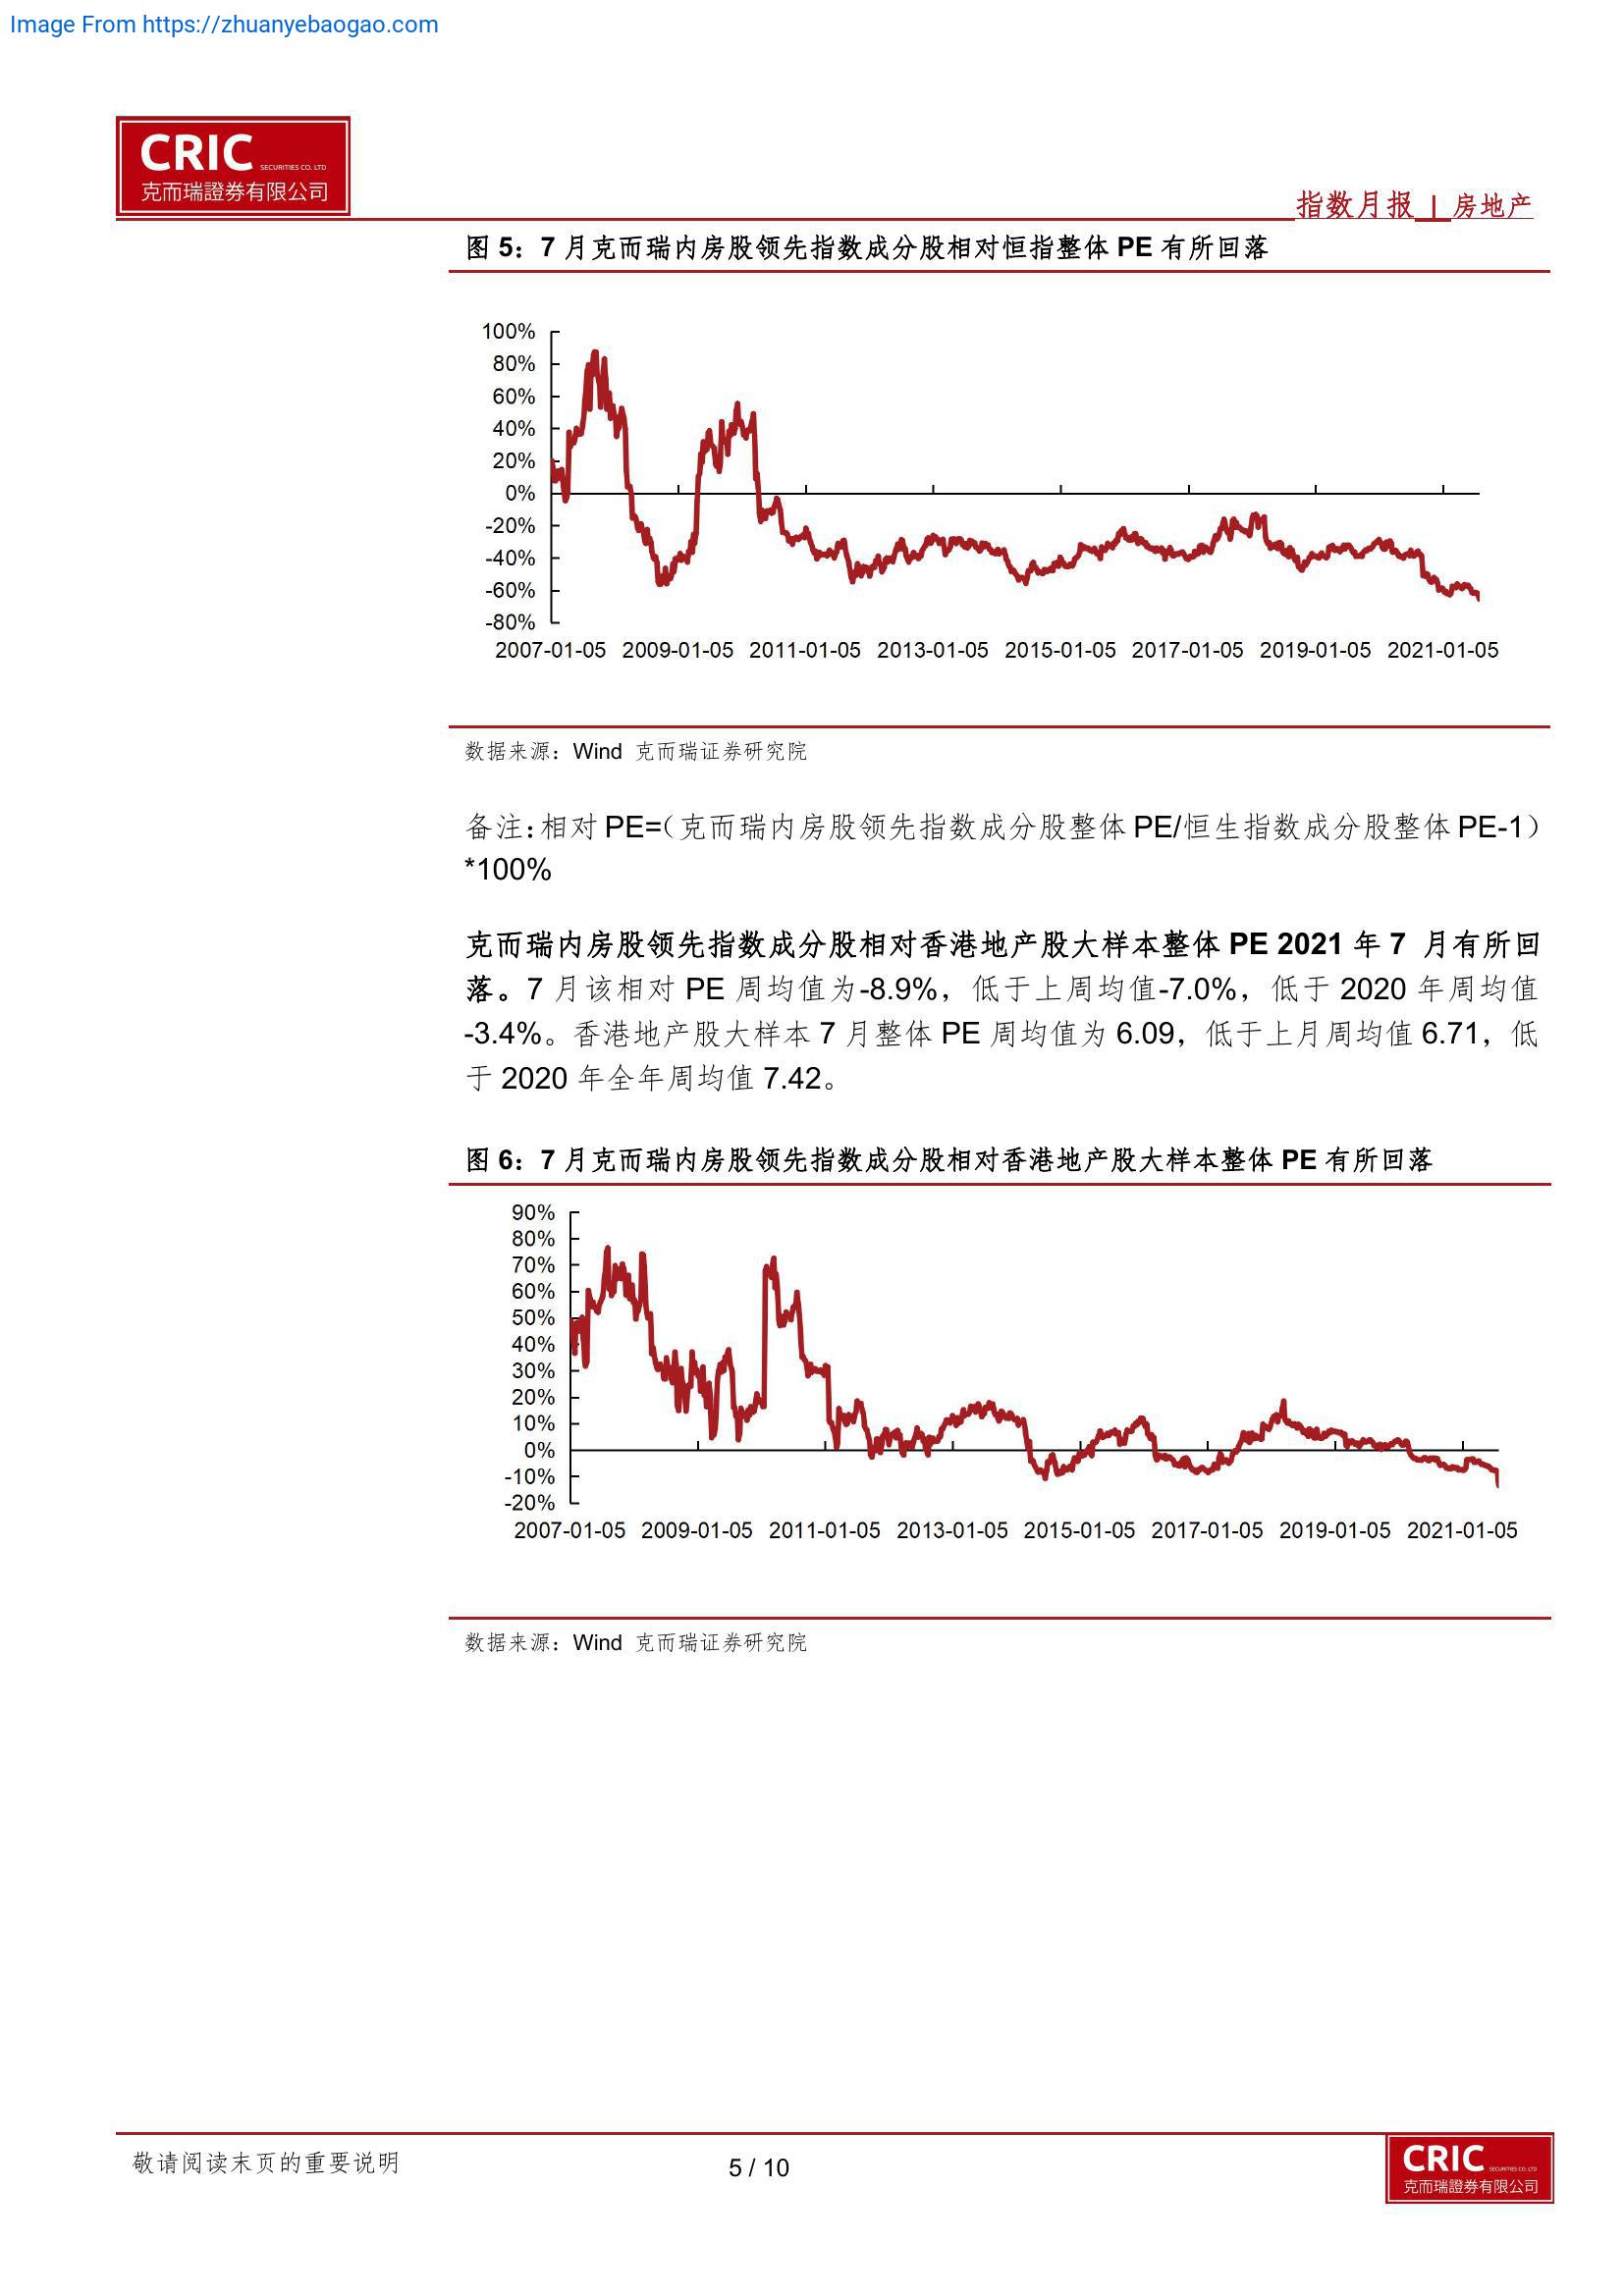 Image From https://zhuanyebaogao.com
CRIC SECURITIES CO. LTD
克而瑞證券有限公司
指数月报 | 房地产
图 5：7 月克而瑞内房股领先指数成分股相对恒指整体 PE 有所回落
100%
80%
60%
40%
20%
0%
-20%
-40%
-60%
-80%
2007-01-05 2009-01-05 2011-01-05 2013-01-05 2015-01-05 2017-01-05 2019-01-05 2021-01-05
数据来源：Wind 克而瑞证券研究院
备注：相对 PE=（克而瑞内房股领先指数成分股整体 PE/恒生指数成分股整体 PE-1）
*100%
克而瑞内房股领先指数成分股相对香港地产股大样本整体 PE 2021 年 7 月有所回
落。7 月该相对 PE 周均值为-8.9%，低于上周均值-7.0%，低于 2020 年周均值
-3.4%。香港地产股大样本 7 月整体 PE 周均值为 6.09，低于上月周均值 6.71，低
于 2020 年全年周均值 7.42。
图 6：7 月克而瑞内房股领先指数成分股相对香港地产股大样本整体 PE 有所回落
90%
80%
70%
60%
50%
40%
30%
20%
10%
0%
-10%
-20%
2007-01-05 2009-01-05 2011-01-05 2013-01-05 2015-01-05 2017-01-05 2019-01-05 2021-01-05
数据来源：Wind 克而瑞证券研究院
敬请阅读末页的重要说明
5 / 10
CRIC SECURITIES CO. LTD
克而瑞證券有限公司